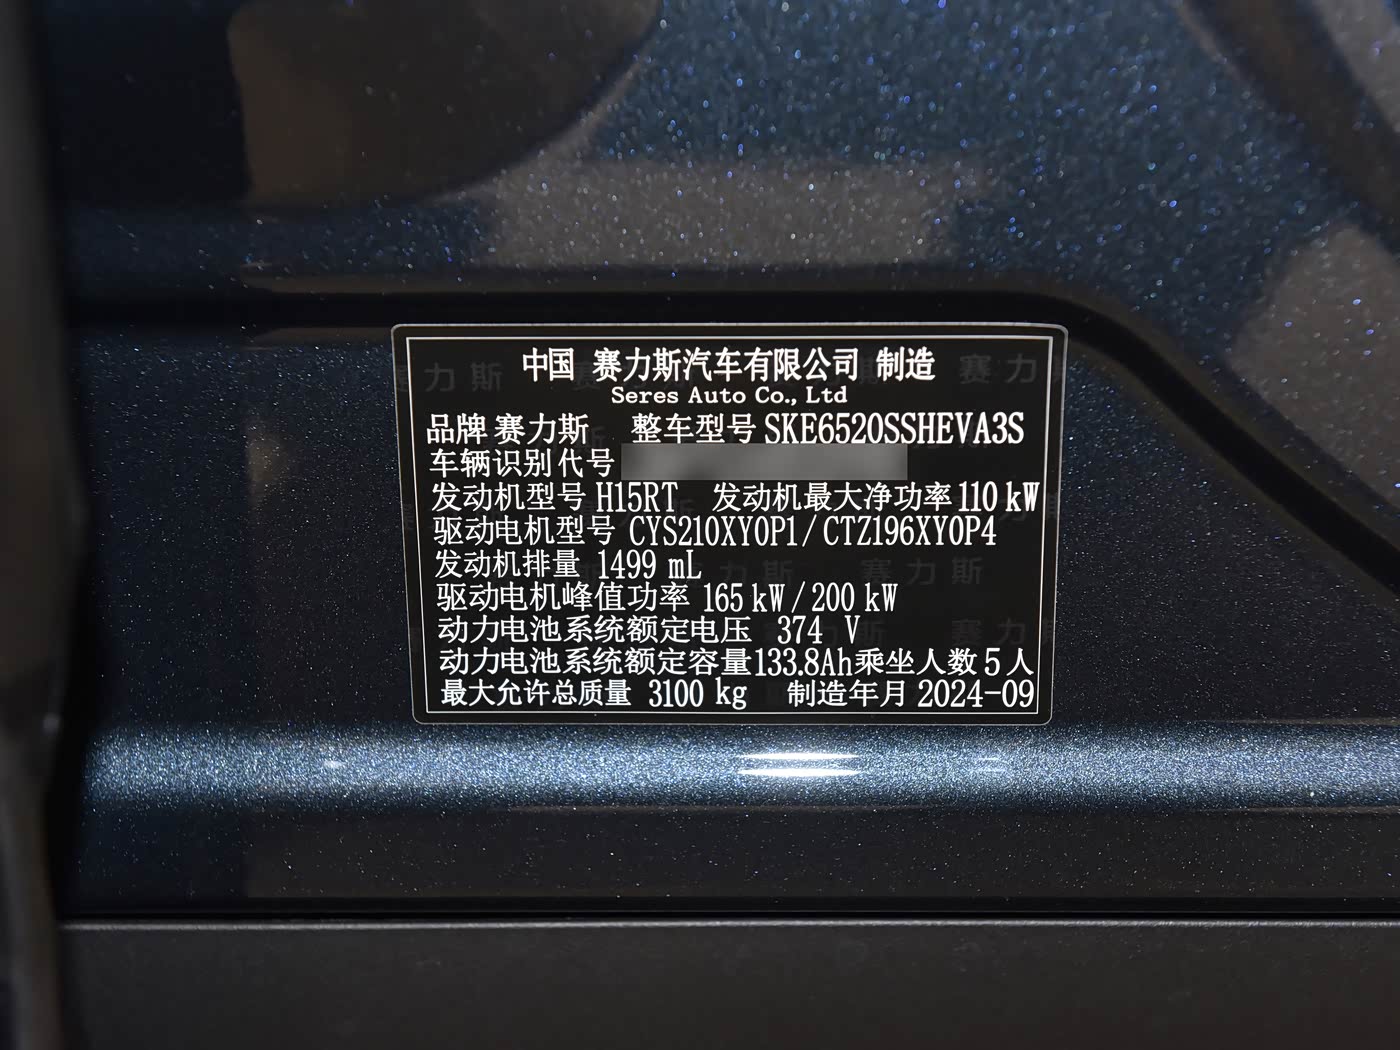 中国 赛力斯汽车有限公司 制造
Seres Auto Co., Ltd
品牌 赛力斯 整车型号 SKE6520SSHEVA3S
车辆识别代号
发动机型号 H15RT 发动机最大净功率 110 kW
驱动电机型号 CYS210XY0P1 / CTZ196XY0P4
发动机排量 1499 mL
驱动电机峰值功率 165 kW / 200 kW
动力电池系统额定电压 374 V
动力电池系统额定容量 133.8Ah 乘坐人数 5 人
最大允许总质量 3100 kg 制造年月 2024-09